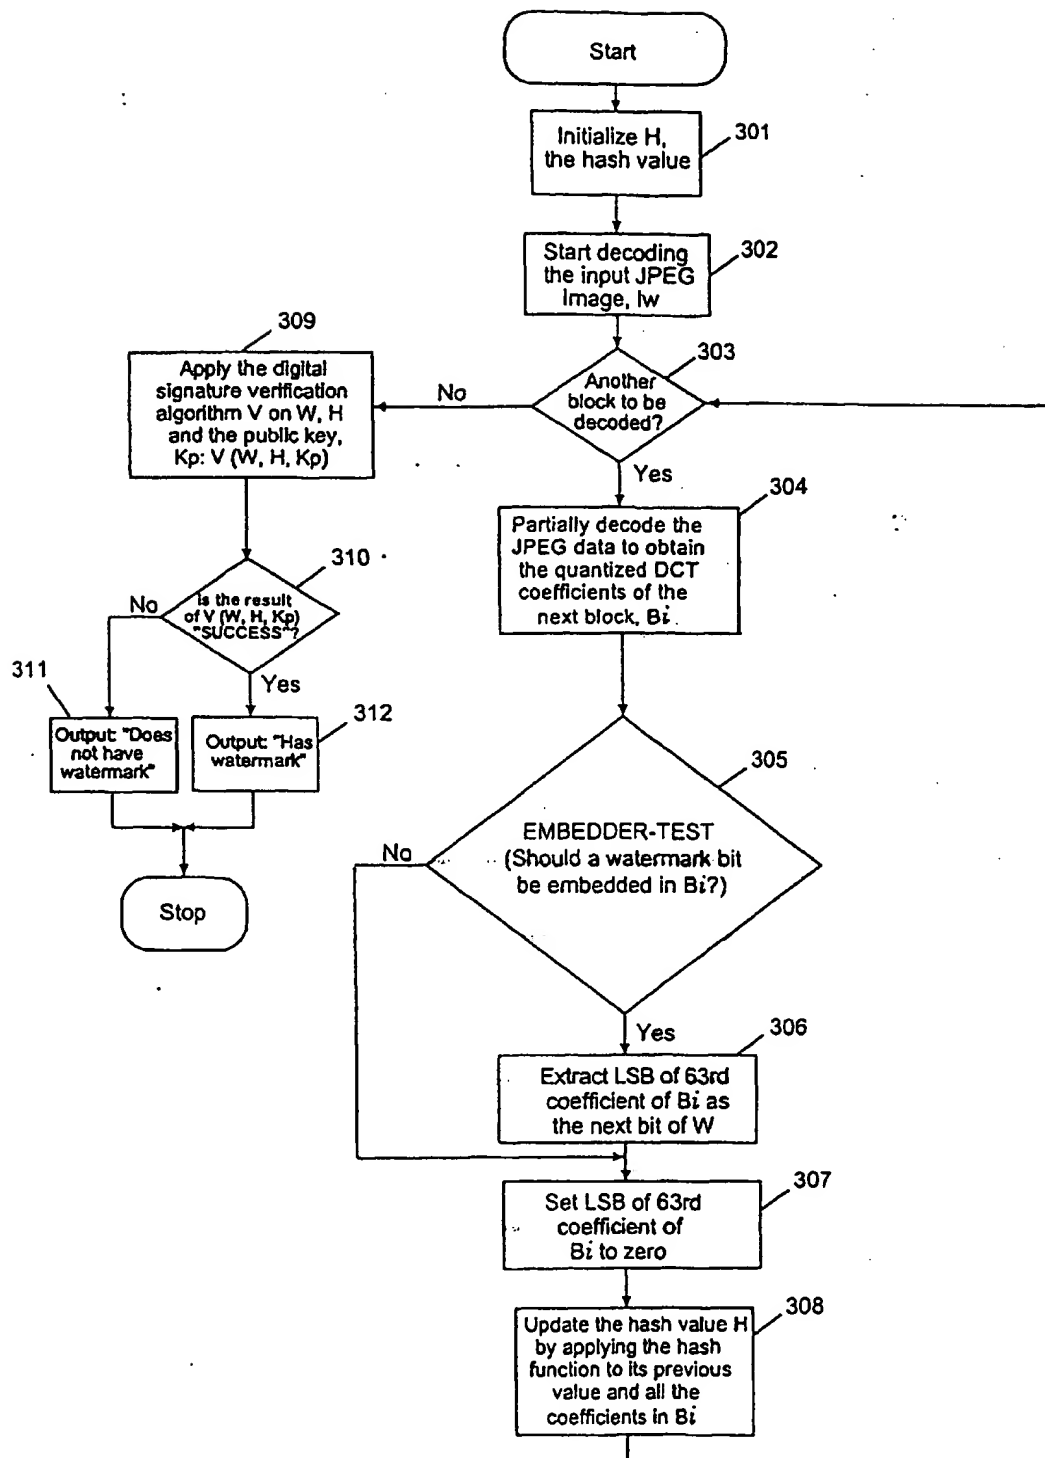 Start
301
Initialize H,
the hash value
302
Start decoding
the input JPEG
Image, Iw
309
303
Apply the digital
signature verification
algorithm V on W, H
and the public key,
Kp: V (W, H, Kp)
No
Another
block to be
decoded?
Yes
304
Partially decode the
JPEG data to obtain
the quantized DCT
coefficients of the
next block, Bi.
310
No
Is the result
of V (W, H, Kp)
"SUCCESS"?
Yes
311
312
Output: "Does
not have
watermark"
Output: "Has
watermark"
305
EMBEDDER-TEST
(Should a watermark bit
be embedded in Bi?)
No
Stop
Yes
306
Extract LSB of 63rd
coefficient of Bi as
the next bit of W
307
Set LSB of 63rd
coefficient of
Bi to zero
308
Update the hash value H
by applying the hash
function to its previous
value and all the
coefficients in Bi